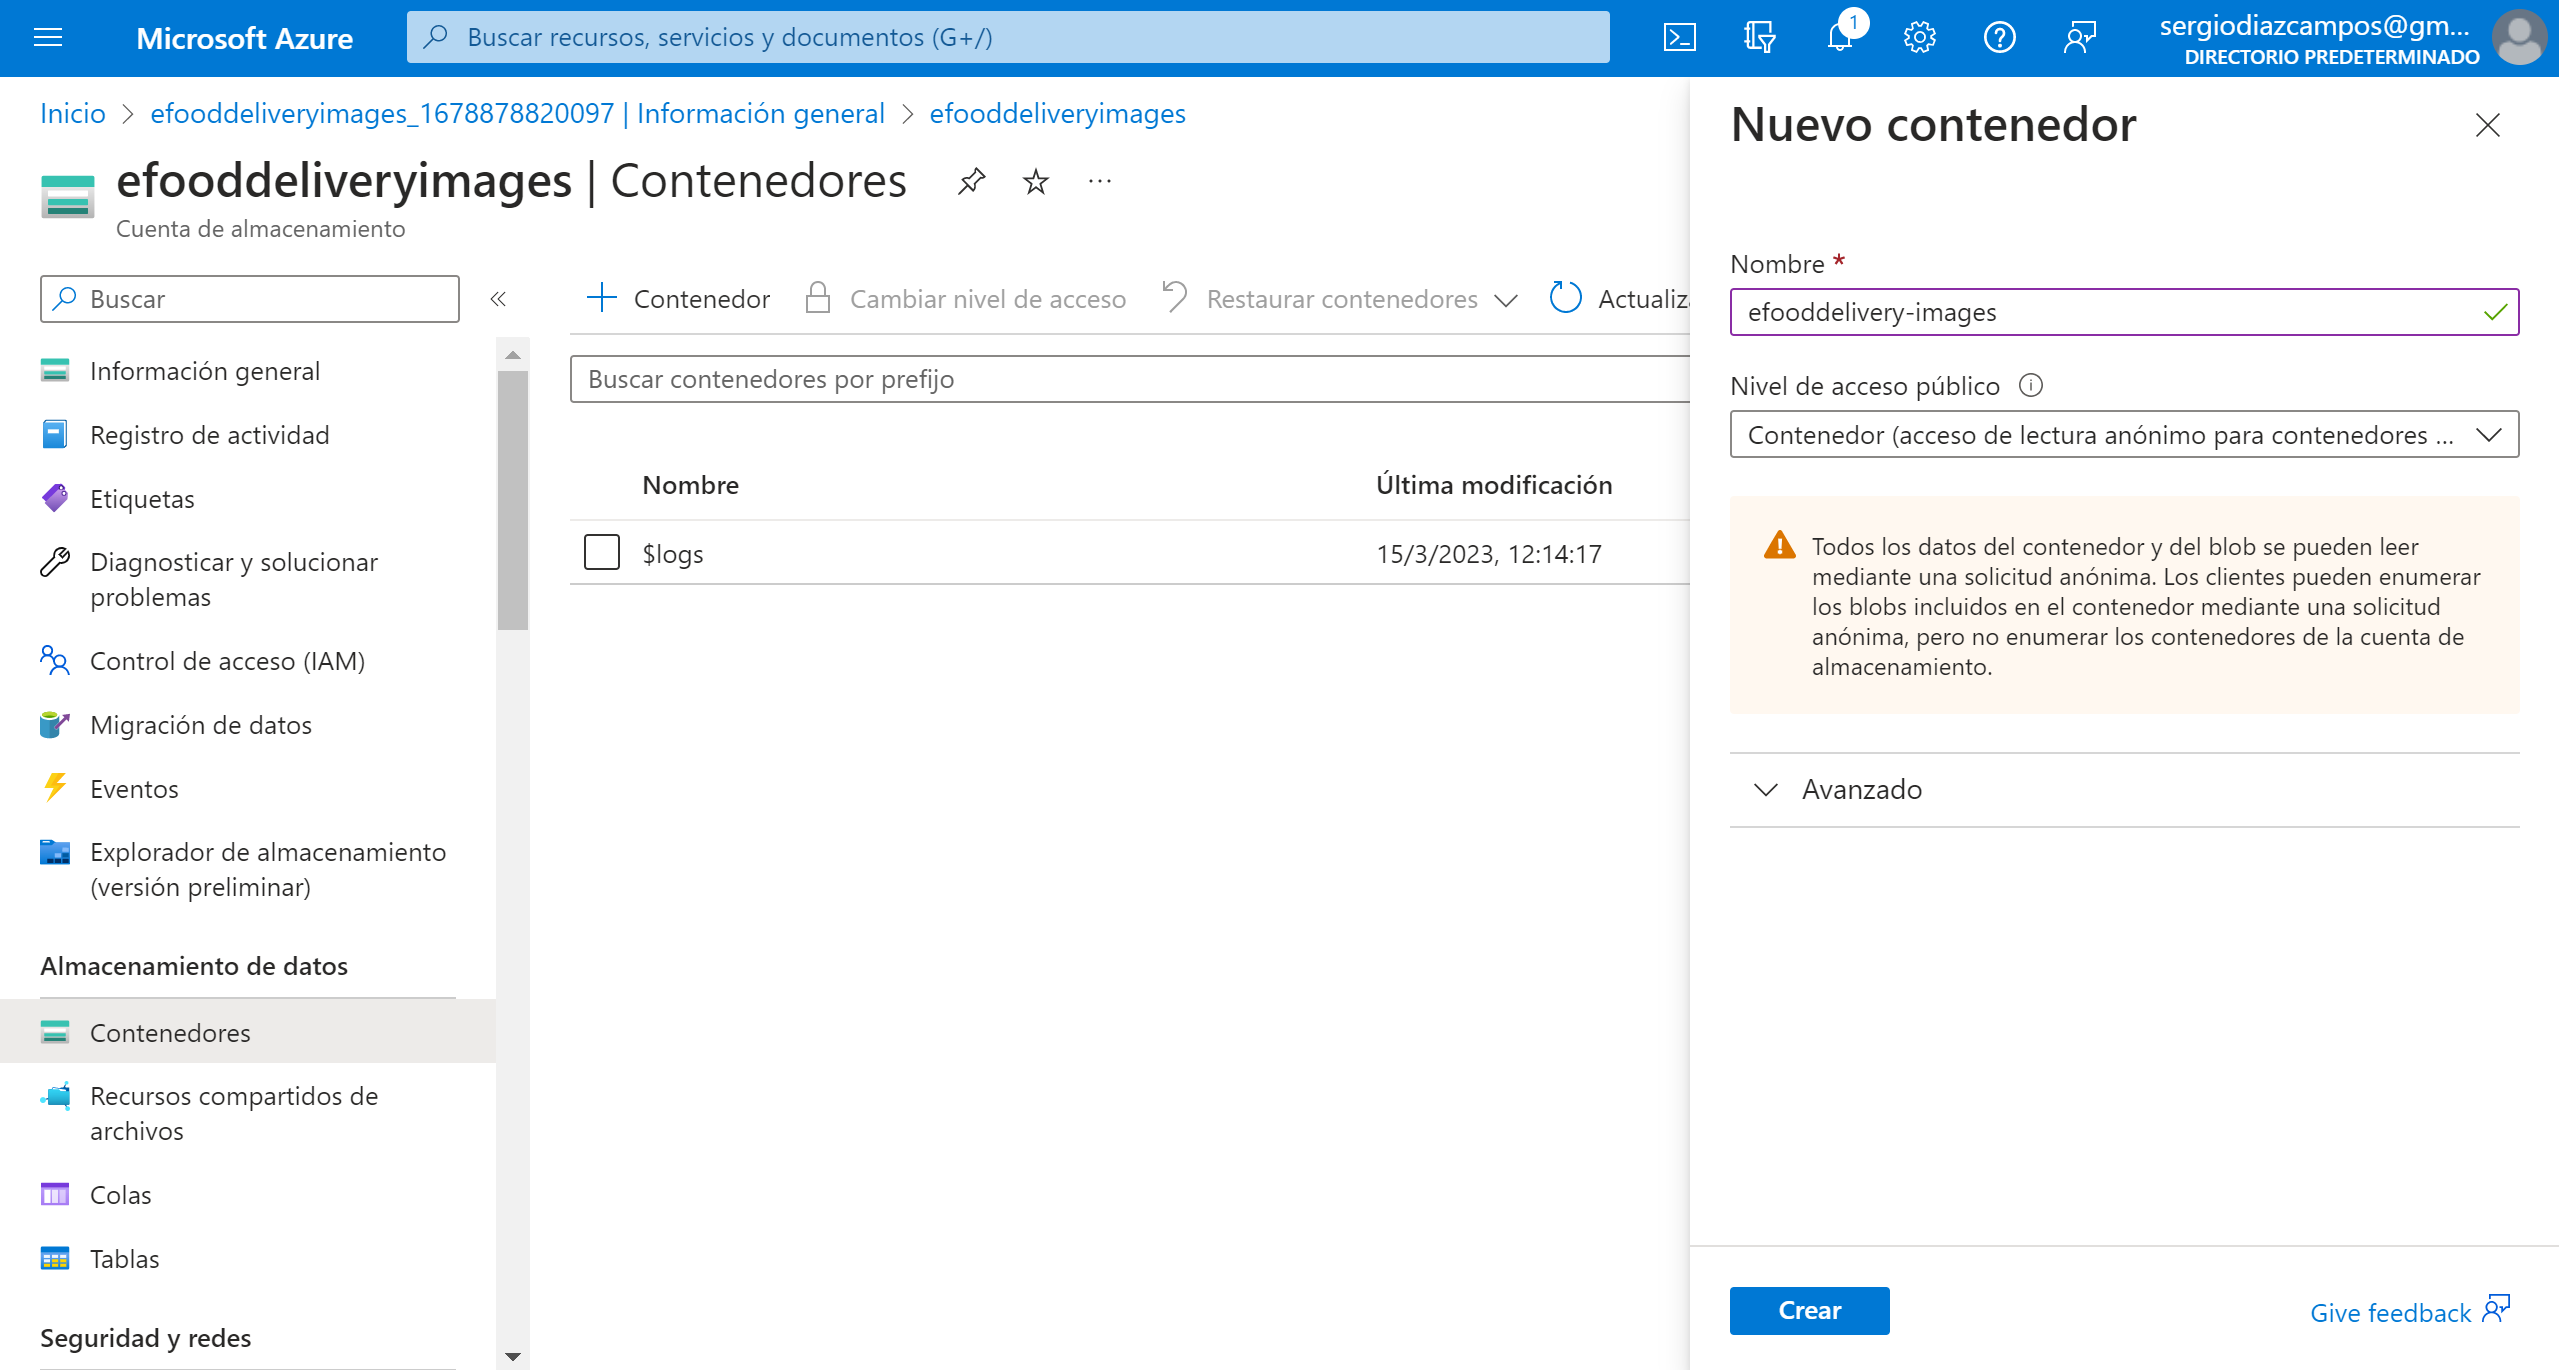 Microsoft Azure
Buscar recursos, servicios y documentos (G+/)
1
sergiodiazcampos@gm...
DIRECTORIO PREDETERMINADO
Inicio > efooddeliveryimages_1678878820097 | Información general > efooddeliveryimages
efooddeliveryimages | Contenedores
Cuenta de almacenamiento
Buscar
Información general
Registro de actividad
Etiquetas
Diagnosticar y solucionar
problemas
Control de acceso (IAM)
Migración de datos
Eventos
Explorador de almacenamiento
(versión preliminar)
Almacenamiento de datos
Contenedores
Recursos compartidos de
archivos
Colas
Tablas
Seguridad y redes
Contenedor Cambiar nivel de acceso Restaurar contenedores Actualiza
Buscar contenedores por prefijo
Nombre Última modificación
$logs 15/3/2023, 12:14:17
Nuevo contenedor
Nombre *
efooddelivery-images
Nivel de acceso público
Contenedor (acceso de lectura anónimo para contenedores ...
Todos los datos del contenedor y del blob se pueden leer
mediante una solicitud anónima. Los clientes pueden enumerar
los blobs incluidos en el contenedor mediante una solicitud
anónima, pero no enumerar los contenedores de la cuenta de
almacenamiento.
Avanzado
Crear
Give feedback